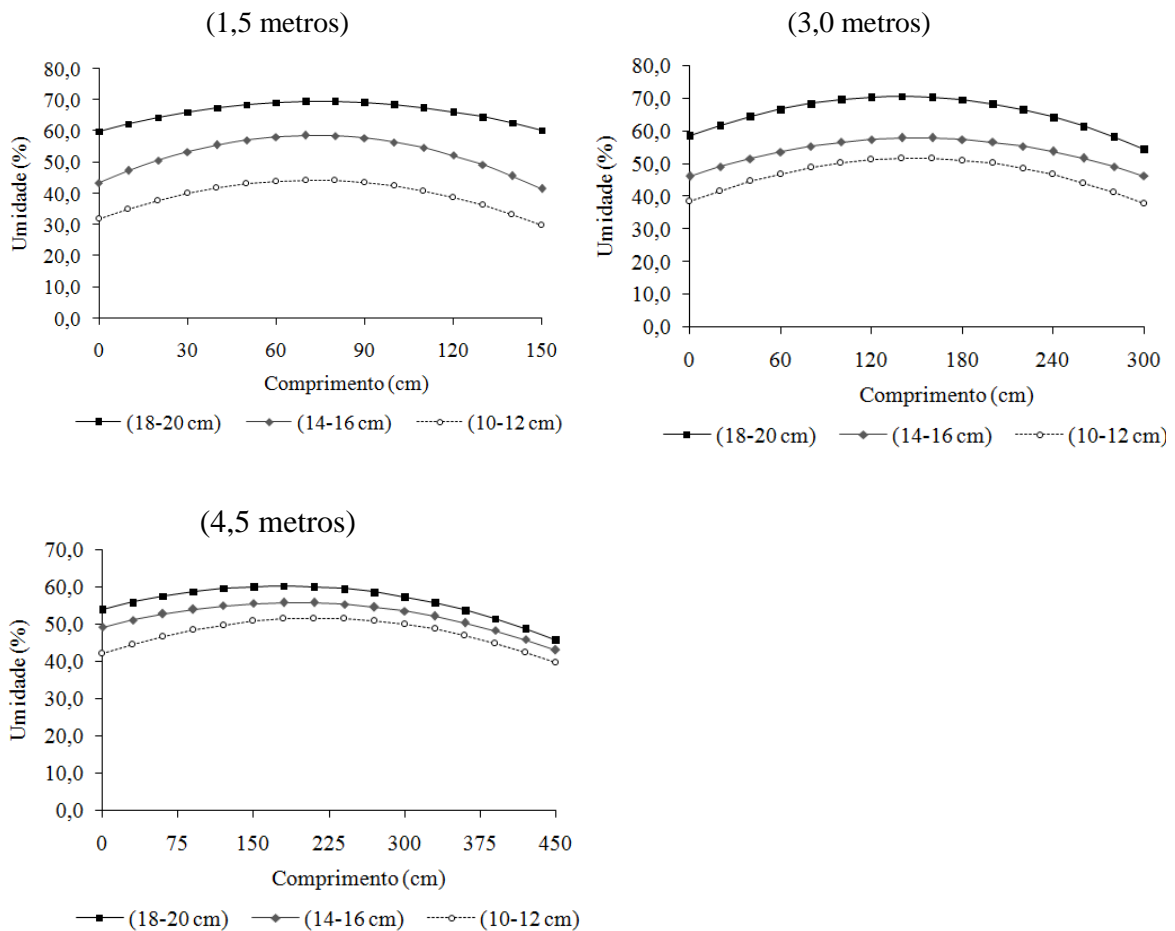 (1,5 metros)
80,0
70,0
60,0
50,0
40,0
30,0
20,0
10,0
0,0
Umidade (%)
0 30 60 90 120 150
Comprimento (cm)
(18-20 cm) (14-16 cm) (10-12 cm)
(3,0 metros)
80,0
70,0
60,0
50,0
40,0
30,0
20,0
10,0
0,0
Umidade (%)
0 60 120 180 240 300
Comprimento (cm)
(18-20 cm) (14-16 cm) (10-12 cm)
(4,5 metros)
70,0
60,0
50,0
40,0
30,0
20,0
10,0
0,0
Umidade (%)
0 75 150 225 300 375 450
Comprimento (cm)
(18-20 cm) (14-16 cm) (10-12 cm)